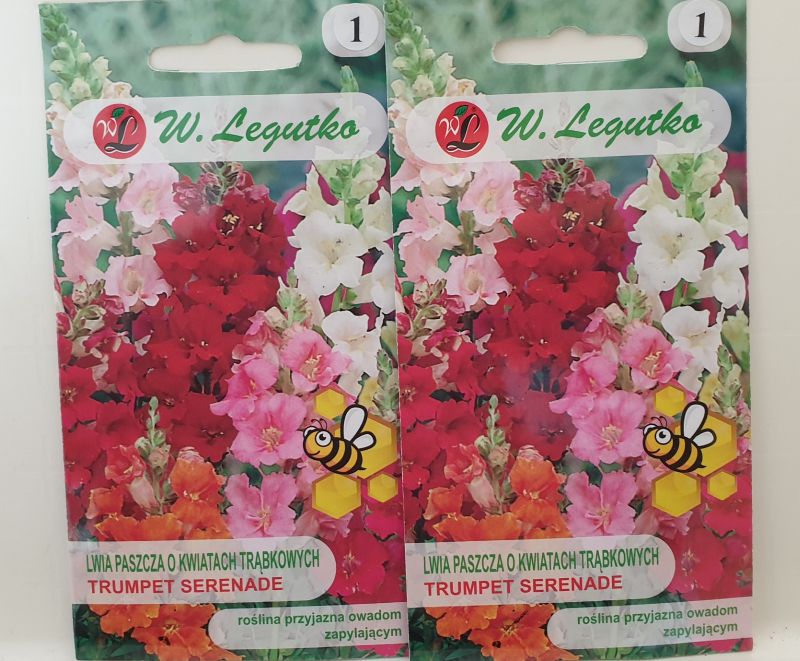 1
WL W. Legutko
LWIA PASZCZA O KWIATACH TRĄBKOWYCH
TRUMPET SERENADE
roślina przyjazna owadom
zapylającym
1
WL W. Legutko
LWIA PASZCZA O KWIATACH TRĄBKOWYCH
TRUMPET SERENADE
roślina przyjazna owadom
zapylającym